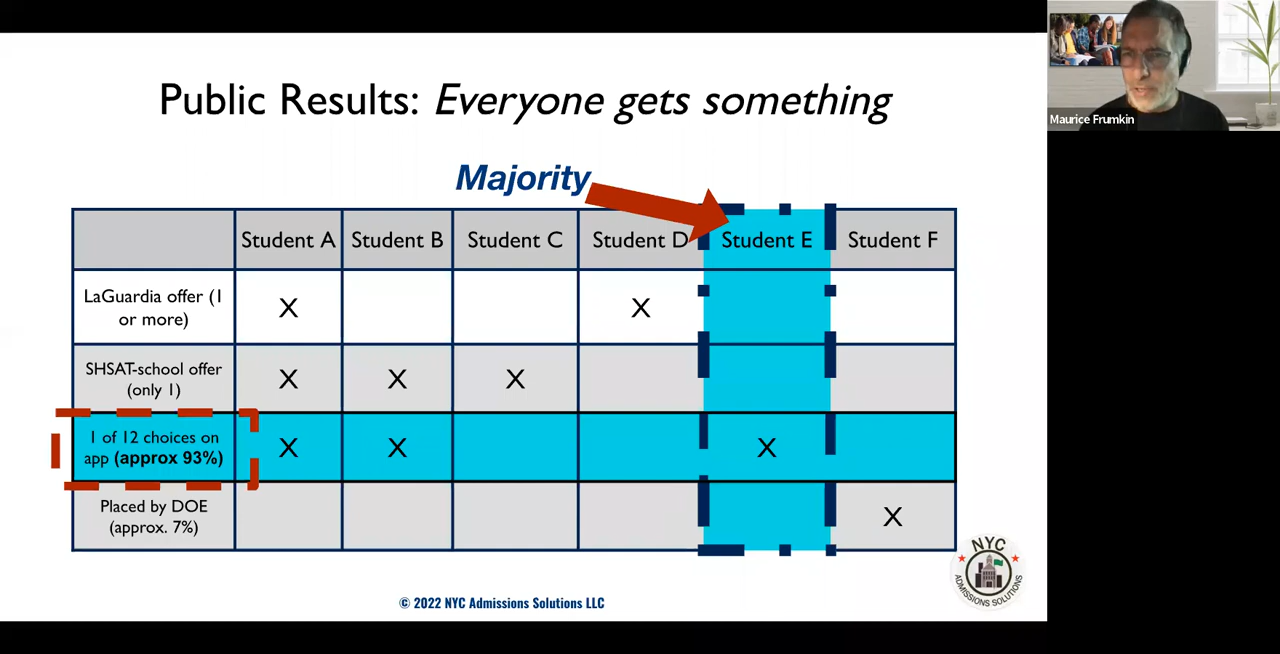 Public Results: Everyone gets something
Maurice Frumkin
Majority
Student A Student B Student C Student D Student E Student F
LaGuardia offer (1
or more) X X
SHSAT-school offer
(only 1) X X X
1 of 12 choices on
app (approx 93%) X X X
Placed by DOE
(approx. 7%) X
NYC
ADMISSIONS SOLUTIONS
© 2022 NYC Admissions Solutions LLC